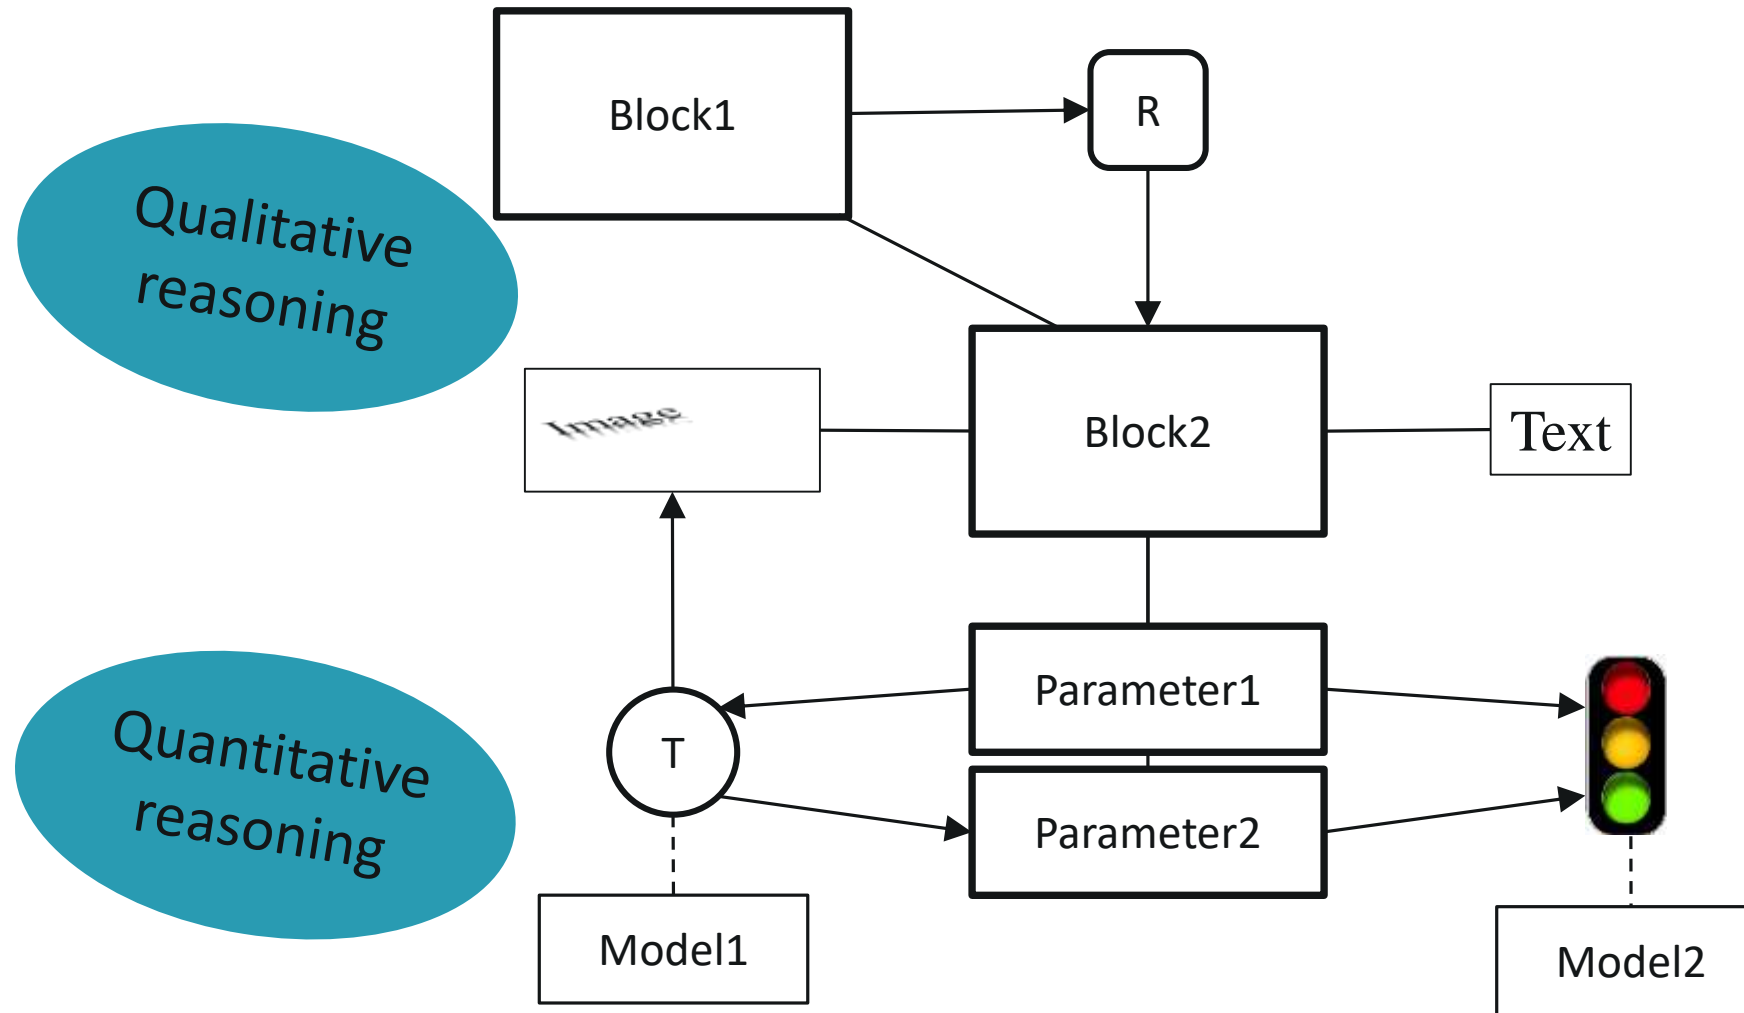 Block1
R
Qualitative
reasoning
Image
Block2
Text
Quantitative
reasoning
T
Parameter1
Parameter2
Model1
Model2